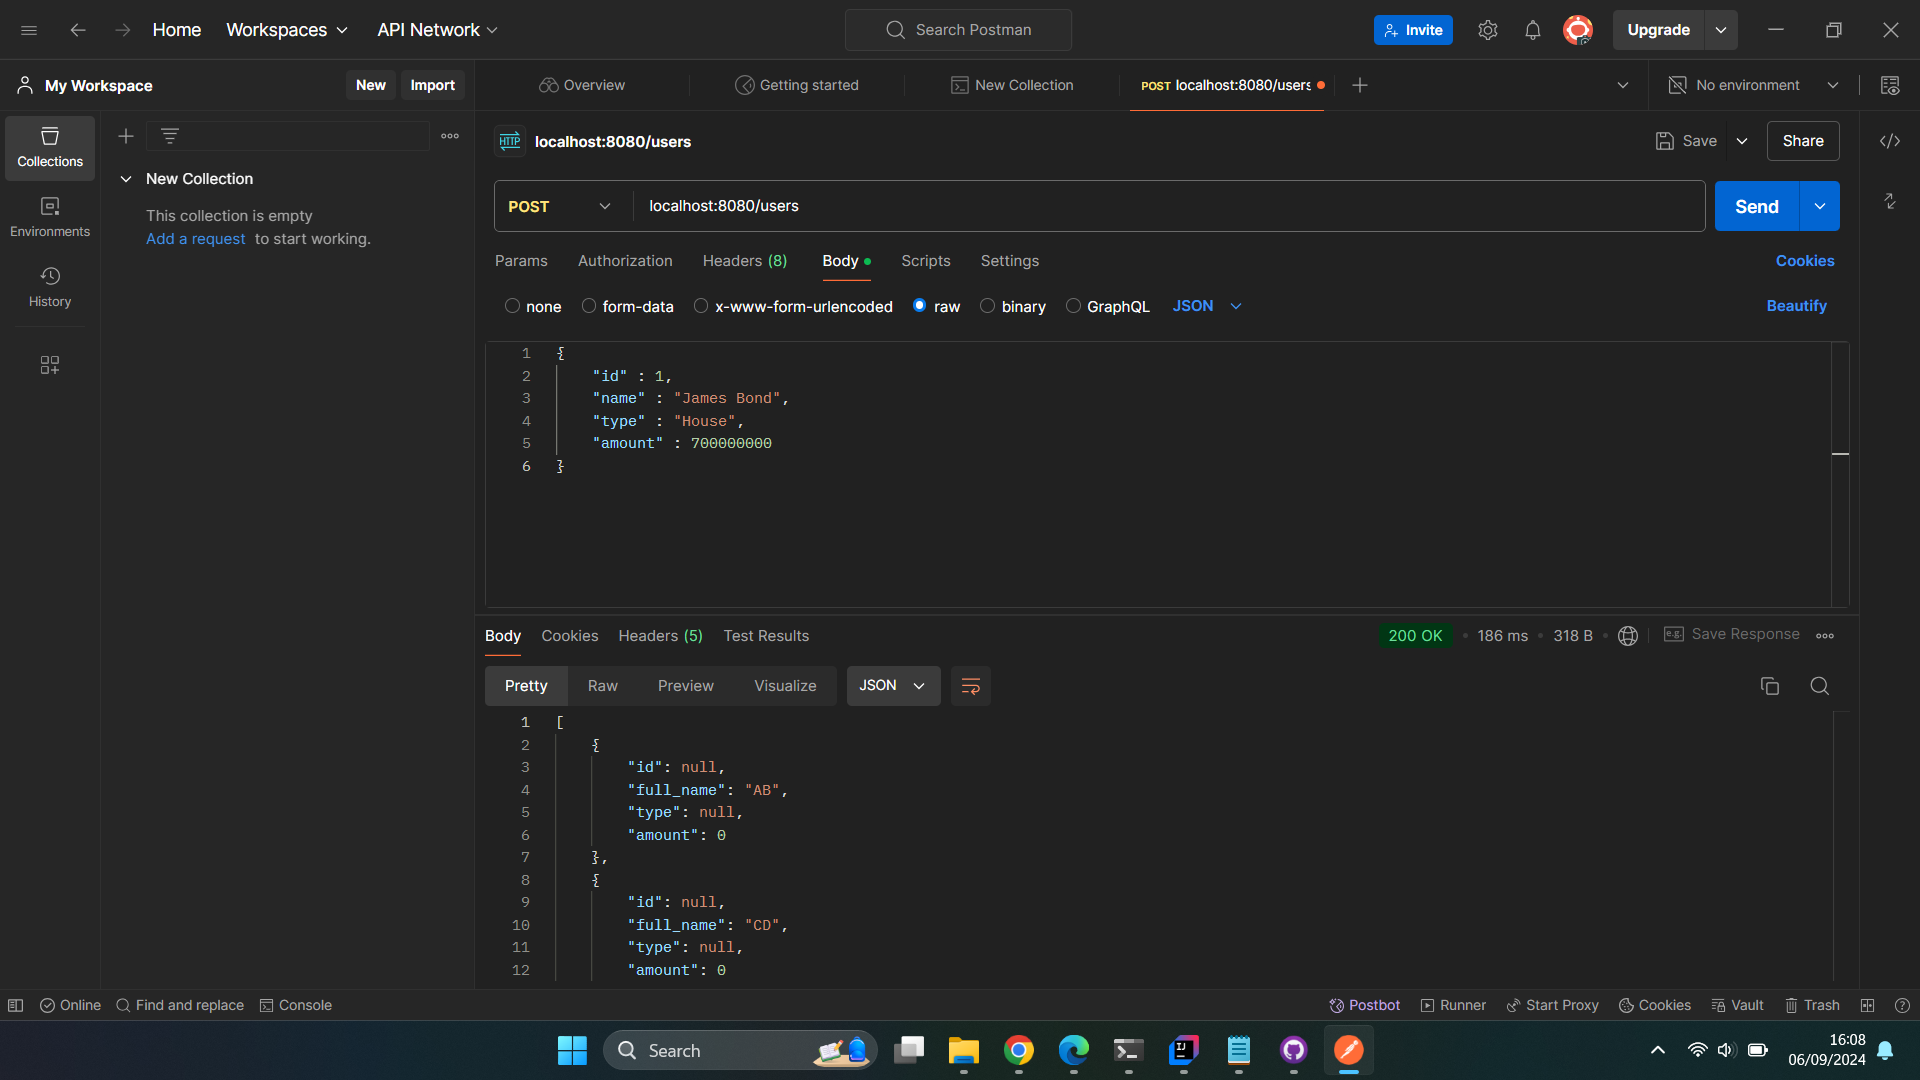 Home Workspaces API Network Search Postman Invite Upgrade
My Workspace New Import Overview Getting started New Collection POST localhost:8080/users No environment
Collections
Environments
History
New Collection
This collection is empty
Add a request to start working.
HTTP localhost:8080/users Save Share
POST localhost:8080/users Send
Params Authorization Headers (8) Body Scripts Settings Cookies
none form-data x-www-form-urlencoded raw binary GraphQL JSON Beautify
1 {
2 "id" : 1,
3 "name" : "James Bond",
4 "type" : "House",
5 "amount" : 700000000
6 }
Body Cookies Headers (5) Test Results 200 OK 186 ms 318 B e.g. Save Response
Pretty Raw Preview Visualize JSON
1 [
2 {
3 "id": null,
4 "full_name": "AB",
5 "type": null,
6 "amount": 0
7 },
8 {
9 "id": null,
10 "full_name": "CD",
11 "type": null,
12 "amount": 0
Online Find and replace Console Postbot Runner Start Proxy Cookies Vault Trash
Search IJ 16:08
06/09/2024